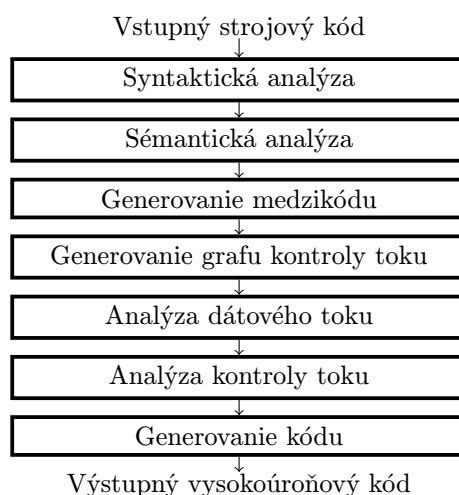 Vstupný strojový kód
Syntaktická analýza
Sémantická analýza
Generovanie medzikódu
Generovanie grafu kontroly toku
Analýza dátového toku
Analýza kontroly toku
Generovanie kódu
Výstupný vysokoúroňový kód